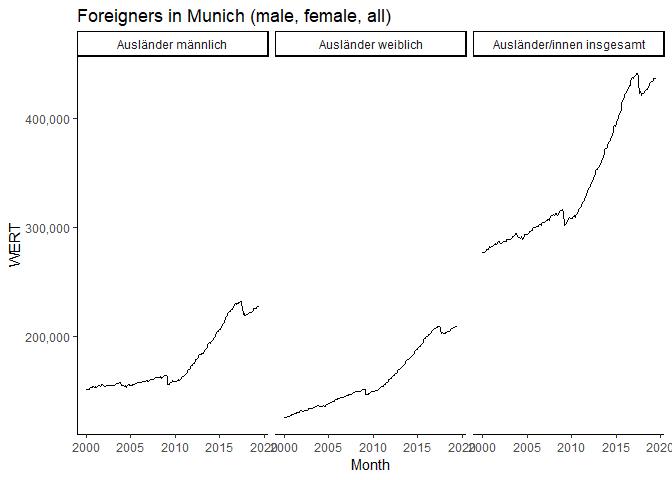 Foreigners in Munich (male, female, all)
Ausländer männlich Ausländer weiblich Ausländer/innen insgesamt
400,000
300,000
200,000
WERT
2000 2005 2010 2015 2020 2000 2005 2010 2015 2020 2000 2005 2010 2015 2020
Month